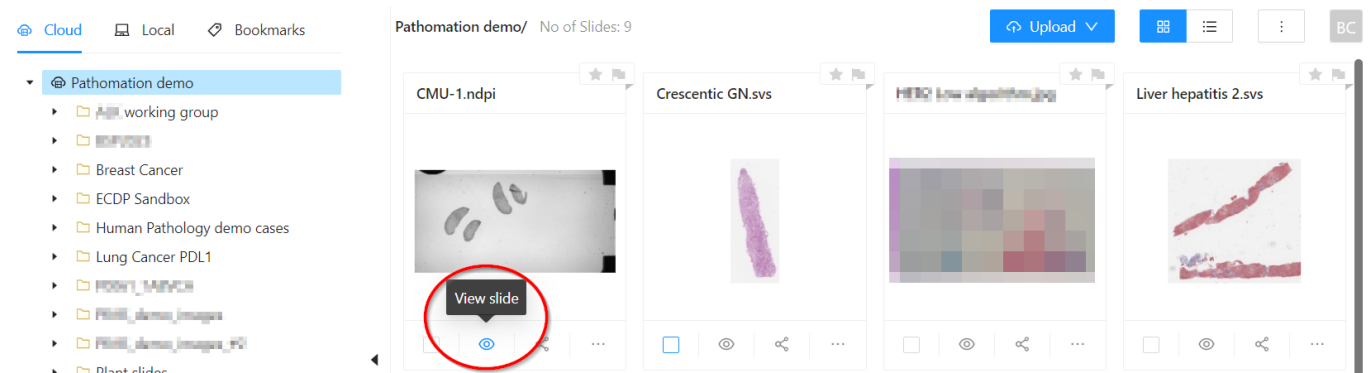 Cloud
Local
Bookmarks
Pathomation demo
working group
Breast Cancer
ECDP Sandbox
Human Pathology demo cases
Lung Cancer PDL1
Plant slides
Pathomation demo/ No of Slides: 9
Upload
BC
CMU-1.ndpi
Crescentic GN.svs
Liver hepatitis 2.svs
View slide